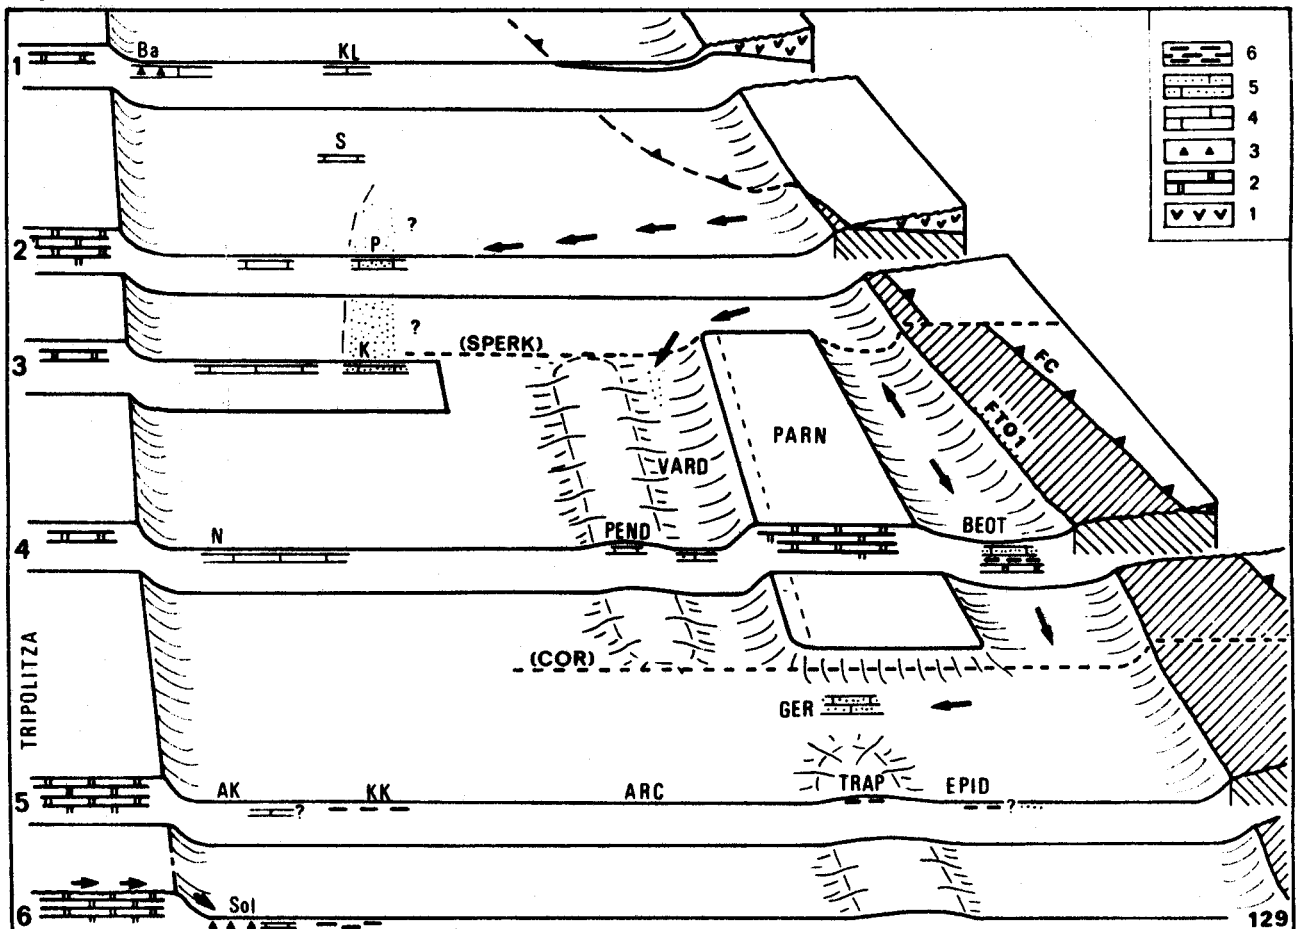 1 Ba KL
6
5
4
3
2
1
S
? 
2 P
?
(SPERK)
3 K
FC
FTO1
PARN
VARD
4 N PEND BEOT
TRIPOLITZA
(COR)
GER
5 AK ? KK ARC TRAP EPID ?
6 Sol
129